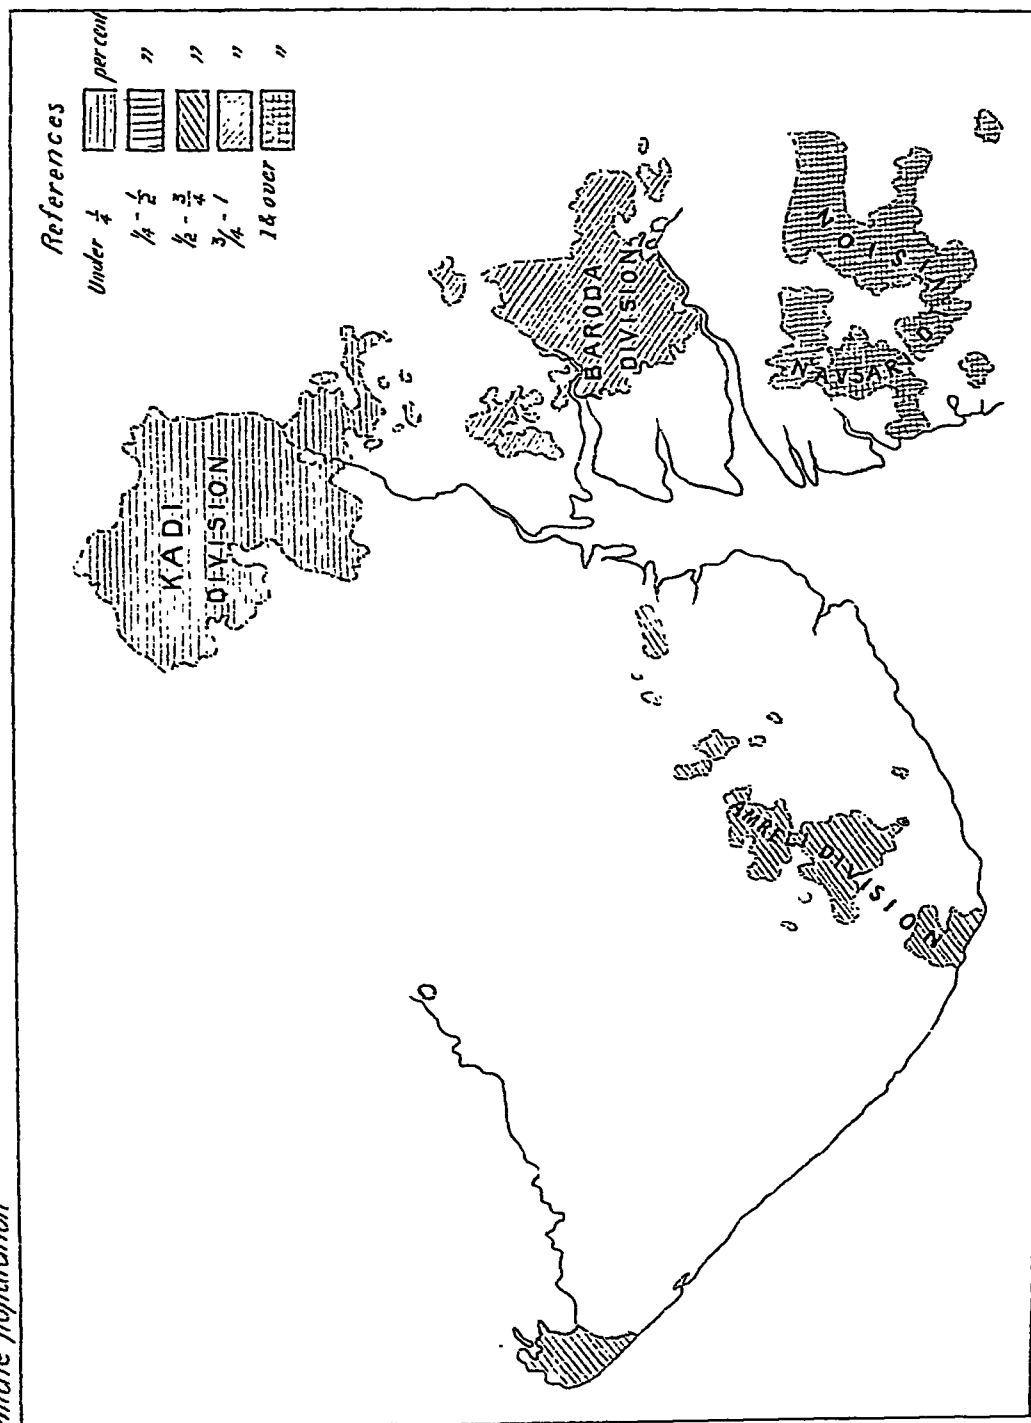 population
References
Under ¼ percent
¼ - ½ "
½ - ¾ "
¾ - 1 "
1 & over "
KADI
DIVISION
BARODA
DIVISION
NAVSARI DIVISION
AMRELI DIVISION